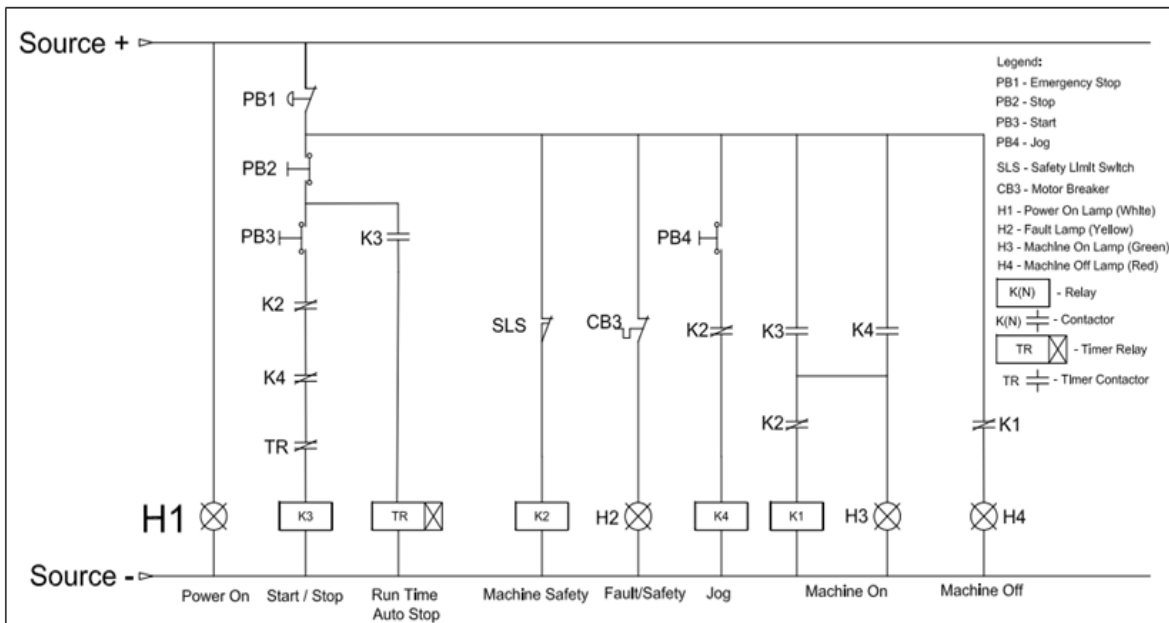 Source +
Legend:
PB1 - Emergency Stop
PB2 - Stop
PB3 - Start
PB4 - Jog
SLS - Safety Limit Switch
CB3 - Motor Breaker
H1 - Power On Lamp (White)
H2 - Fault Lamp (Yellow)
H3 - Machine On Lamp (Green)
H4 - Machine Off Lamp (Red)
K(N) - Relay
K(N) - Contactor
TR - Timer Relay
TR - Timer Contactor
PB1
PB2
PB3 K3 PB4
K2
SLS CB3 K2 K3 K4
K4
TR K2 K1
H1 K3 TR K2 H2 K4 K1 H3 H4
Source -
Power On Start / Stop Run Time Machine Safety Fault/Safety Jog Machine On Machine Off
Auto Stop